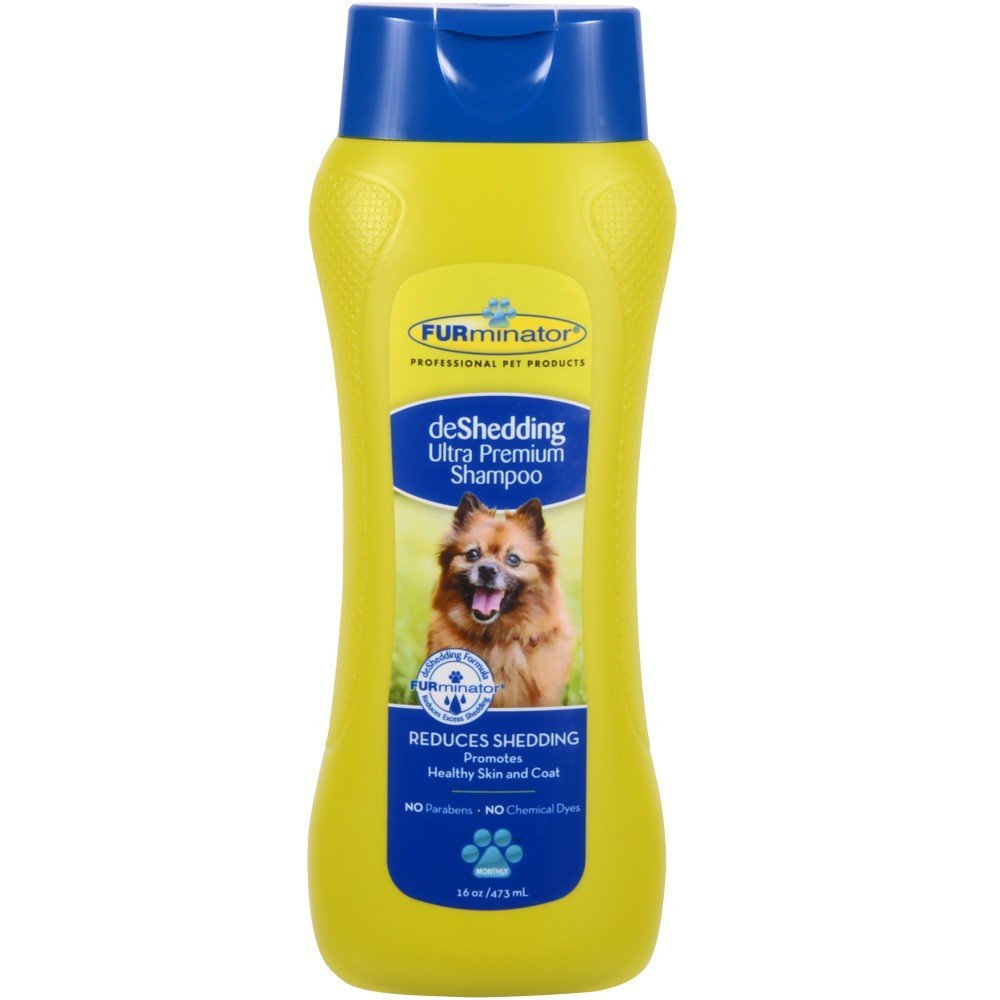 FURminator®
PROFESSIONAL PET PRODUCTS
deShedding
Ultra Premium
Shampoo
deShedding Formula
FURminator®
Reduces Excess Shedding
REDUCES SHEDDING
Promotes
Healthy Skin and Coat
NO Parabens · NO Chemical Dyes
MONTHLY
16 oz/473 mL